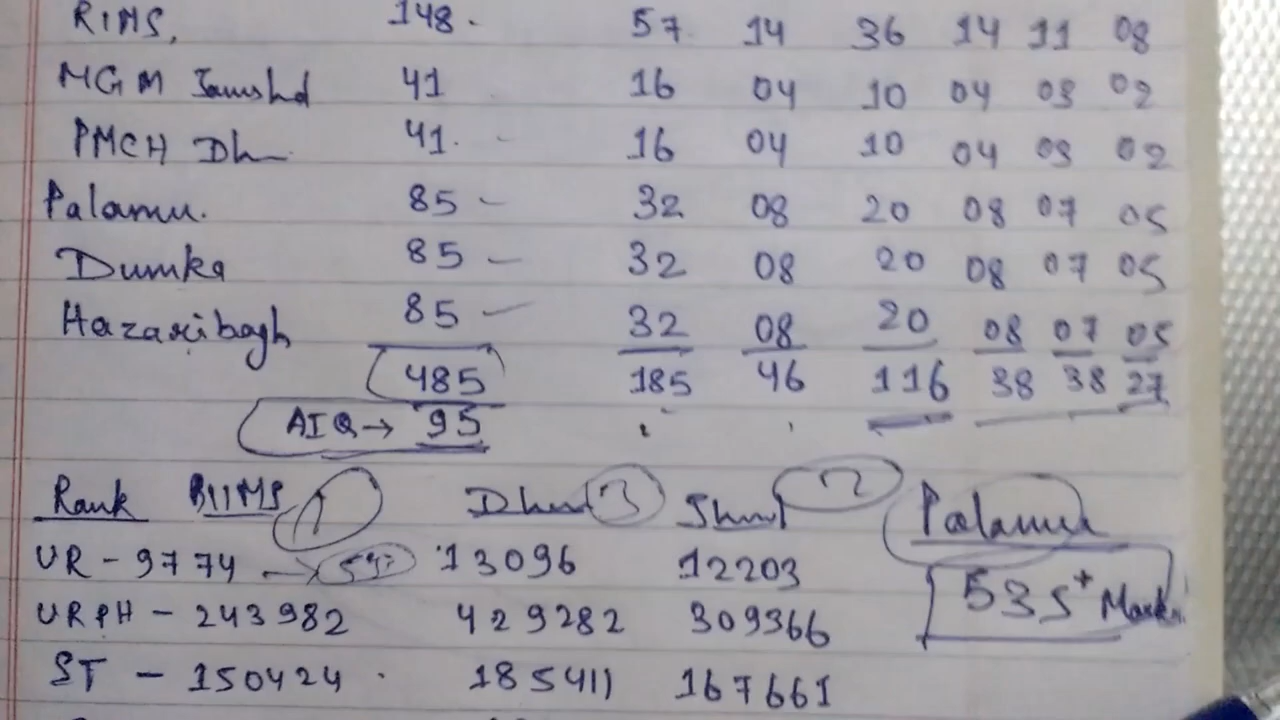 RIMS, 148. 57 14 36 14 11 08
MGM Jamshd 41 16 04 10 04 03 02
PMCH Dh 41. 16 04 10 04 03 02
Palamu. 85 - 32 08 20 08 07 05
Dumka 85 - 32 08 20 08 07 05
Hazaribagh 85 - 32 08 20 08 07 05
485 185 46 116 38 38 27
AIQ → 95
Rank RIIMS 1 Dhn 3 2 Palamu
UR - 9774 → 13096 12203 535+ Marks
URPH - 243982 429282 309366
ST - 150424 185411 167661